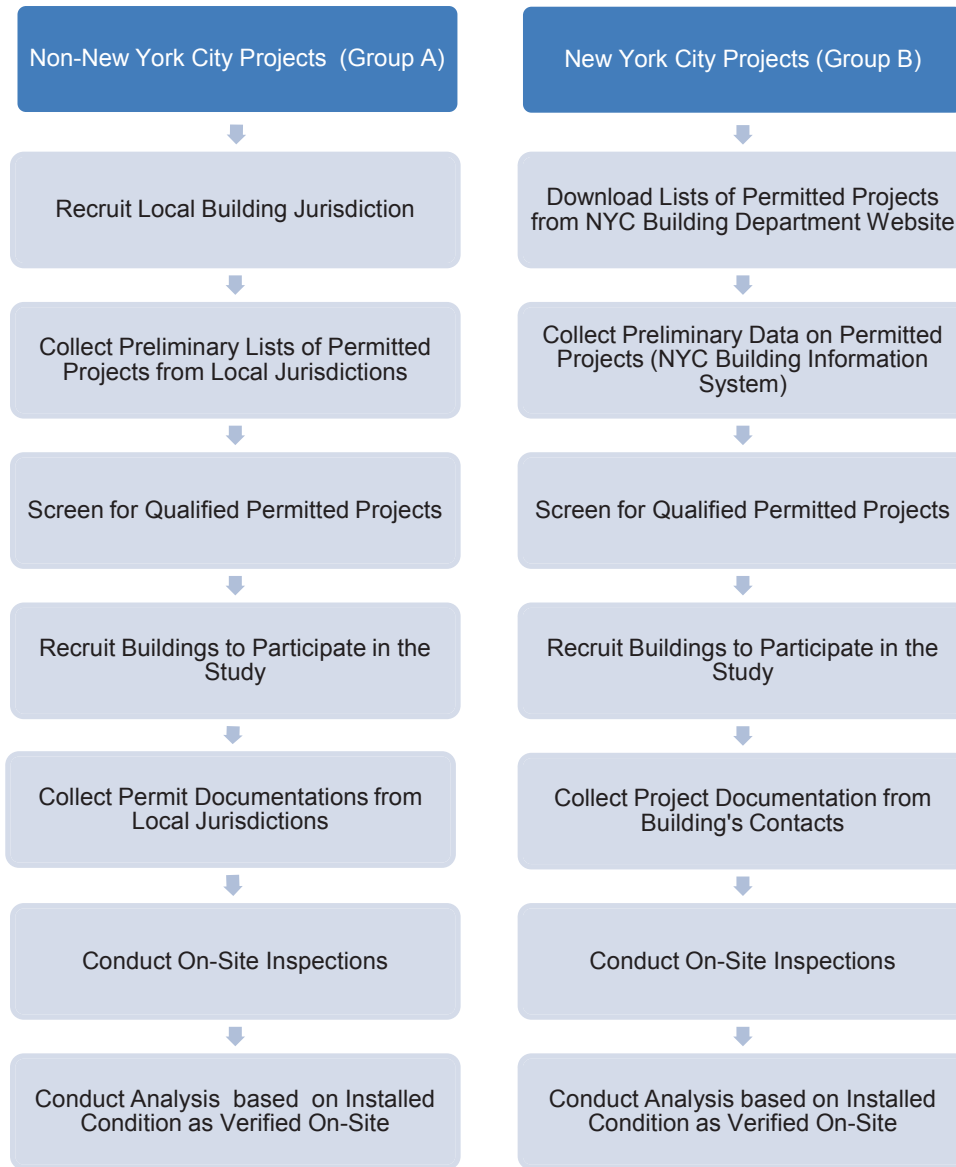 Non-New York City Projects  (Group A)
Recruit Local Building Jurisdiction
Collect Preliminary Lists of Permitted
Projects from Local Jurisdictions
Screen for Qualified Permitted Projects
Recruit Buildings to Participate in the
Study
Collect Permit Documentations from
Local Jurisdictions
Conduct On-Site Inspections
Conduct Analysis  based  on Installed
Condition as Verified On-Site
New York City Projects (Group B)
Download Lists of Permitted Projects
from NYC Building Department Website
Collect Preliminary Data on Permitted
Projects (NYC Building Information
System)
Screen for Qualified Permitted Projects
Recruit Buildings to Participate in the
Study
Collect Project Documentation from
Building's Contacts
Conduct On-Site Inspections
Conduct Analysis based on Installed
Condition as Verified On-Site